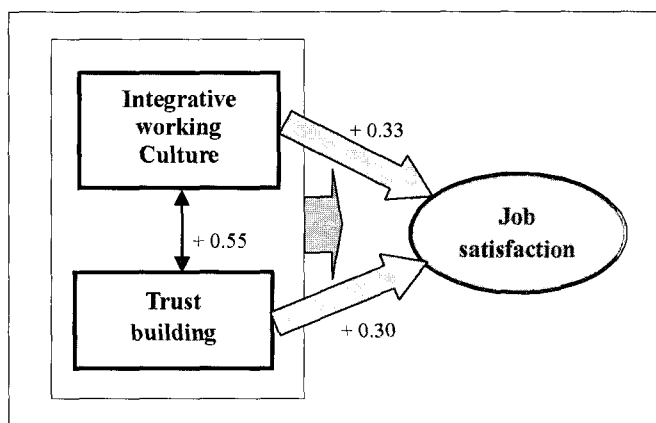 Integrative
working
Culture
+ 0.33
Job
satisfaction
+ 0.55
Trust
building
+ 0.30